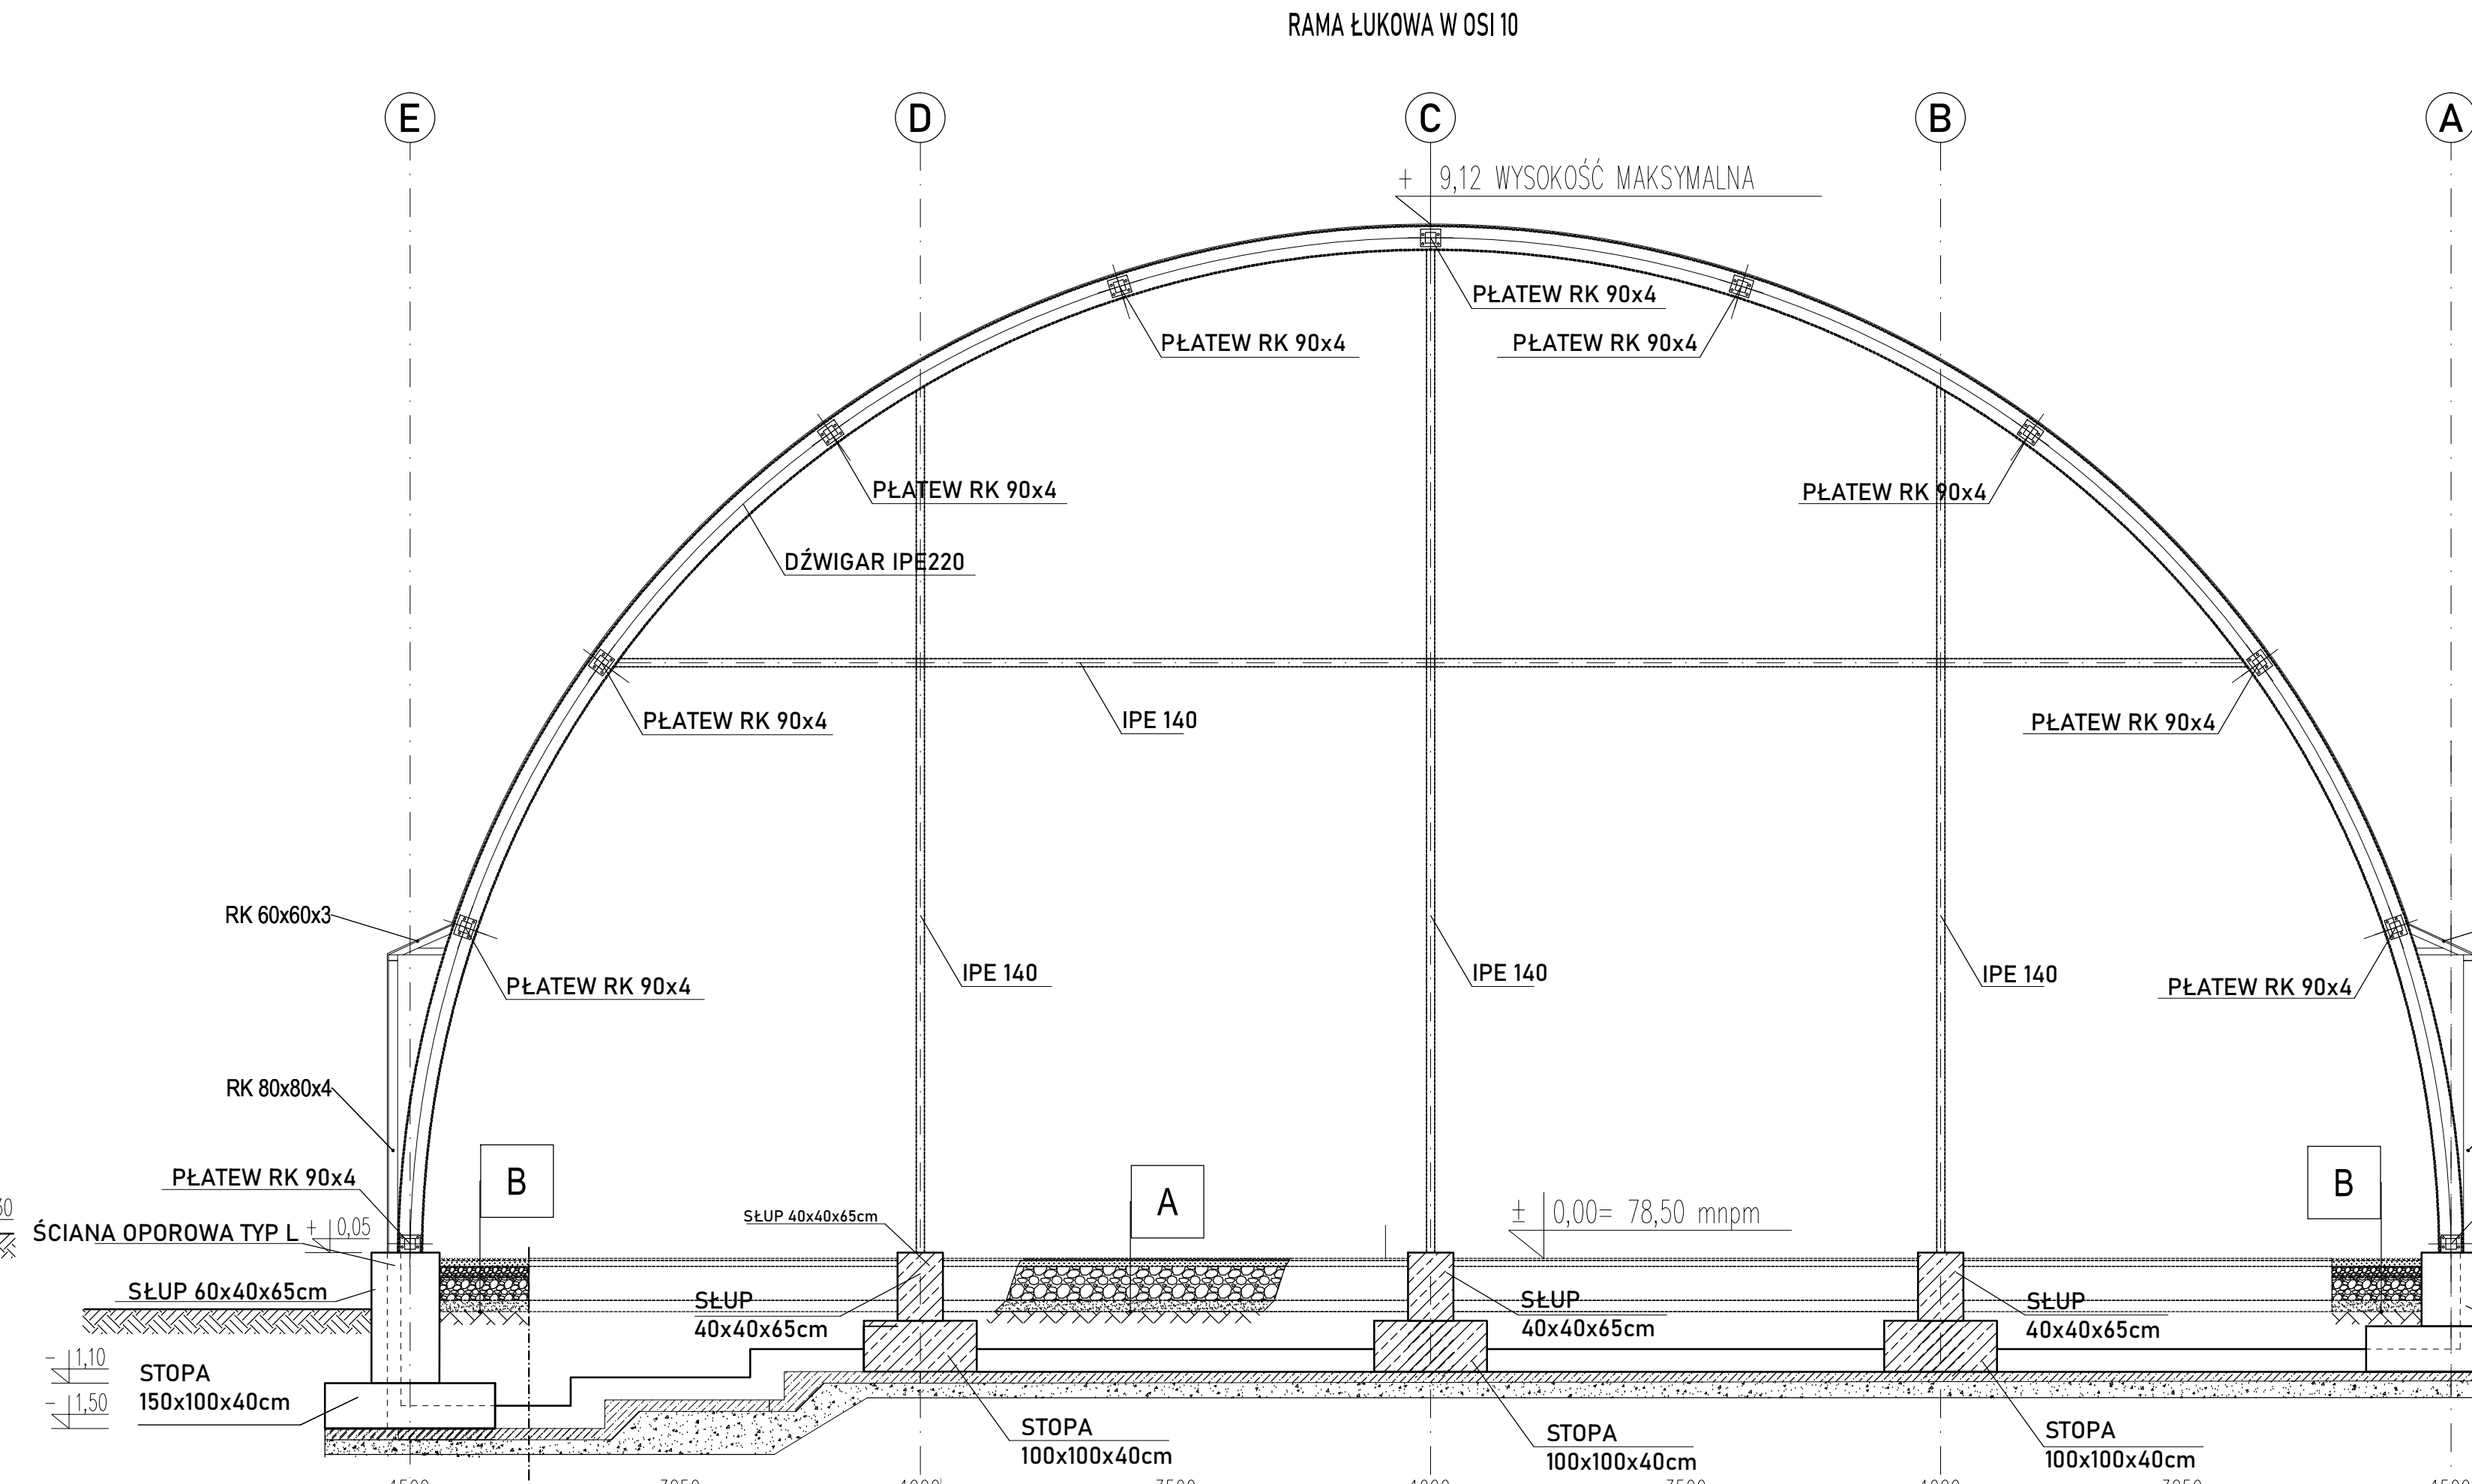 RAMA ŁUKOWA W OSI 10
E
D
C
B
A
+ 9,12 WYSOKOŚĆ MAKSYMALNA
PŁATEW RK 90x4
PŁATEW RK 90x4
PŁATEW RK 90x4
PŁATEW RK 90x4
PŁATEW RK 90x4
DŹWIGAR IPE220
PŁATEW RK 90x4
IPE 140
PŁATEW RK 90x4
RK 60x60x3
PŁATEW RK 90x4
IPE 140
IPE 140
IPE 140
PŁATEW RK 90x4
RK 80x80x4
PŁATEW RK 90x4
B
A
B
SŁUP 40x40x65cm
± 0,00= 78,50 mnpm
ŚCIANA OPOROWA TYP L
+ 0,05
SŁUP 60x40x65cm
SŁUP
40x40x65cm
SŁUP
40x40x65cm
SŁUP
40x40x65cm
- 1,10
STOPA
150x100x40cm
- 1,50
STOPA
100x100x40cm
STOPA
100x100x40cm
STOPA
100x100x40cm